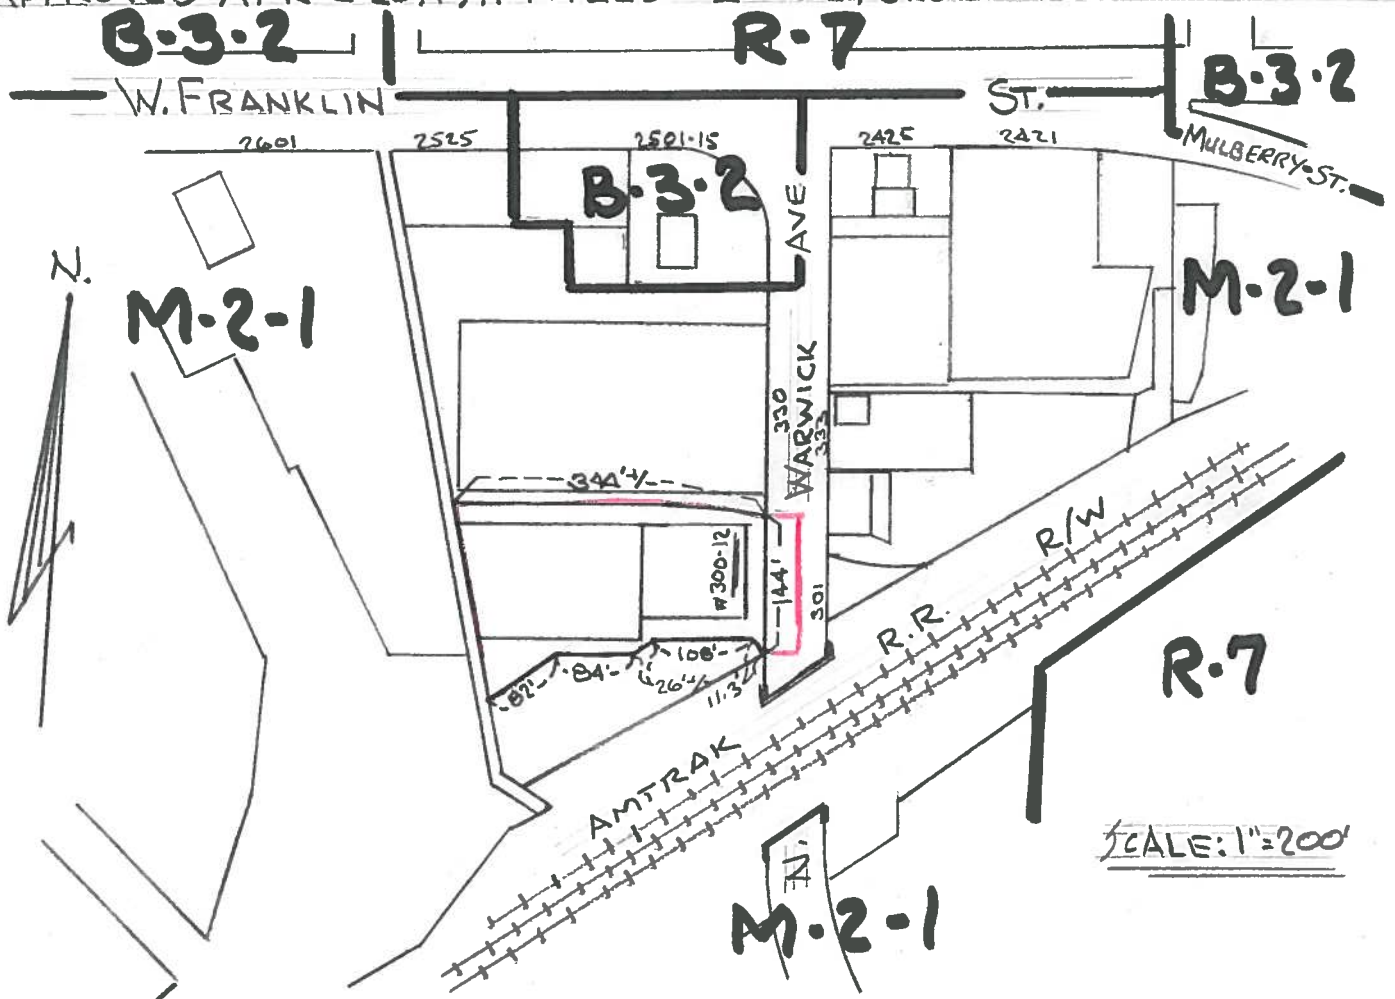 B-3-2
R-7
B-3-2
W. FRANKLIN ST.
MULBERRY ST.
2601
2525
2501-15
2425
2421
B-3-2
AVE
N.
M-2-1
M-2-1
WARWICK
330
333
344'+/-
#300-12
144'
301
R/W
R.R.
AMTRAK
82'
84'
108'
26'+/-
11.3'
R-7
SCALE: 1"=200'
N.
M-2-1